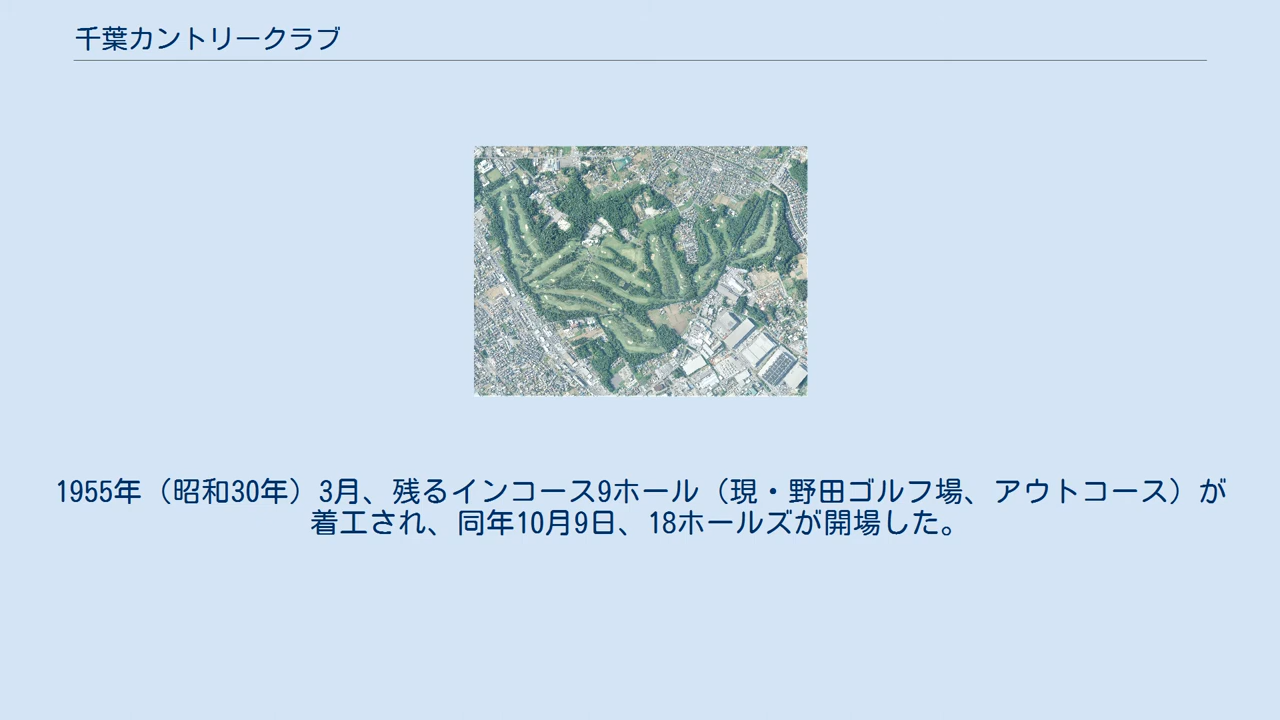 千葉カントリークラブ
1955年（昭和30年）3月、残るインコース9ホール（現・野田ゴルフ場、アウトコース）が
着工され、同年10月9日、18ホールズが開場した。